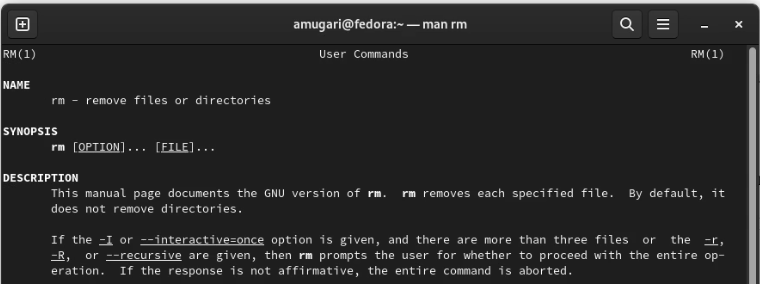 amugari@fedora:~ — man rm
RM(1) User Commands RM(1)
NAME
rm - remove files or directories
SYNOPSIS
rm [OPTION]... [FILE]...
DESCRIPTION
This manual page documents the GNU version of rm. rm removes each specified file. By default, it
does not remove directories.
If the -I or --interactive=once option is given, and there are more than three files or the -r,
-R, or --recursive are given, then rm prompts the user for whether to proceed with the entire op-
eration. If the response is not affirmative, the entire command is aborted.